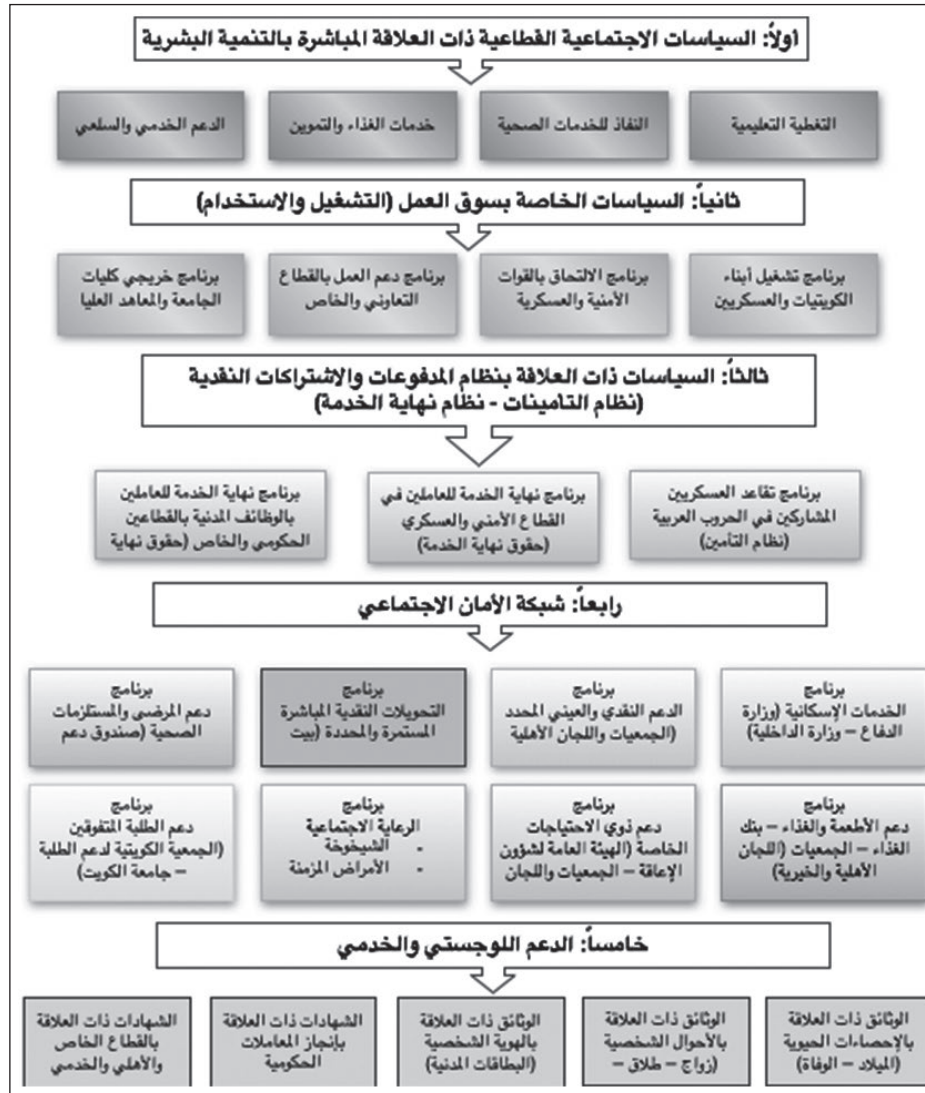 أولاً: السياسات الاجتماعية القطاعية ذات العلاقة المباشرة بالتنمية البشرية
التغطية التعليمية
النفاذ للخدمات الصحية
خدمات الغذاء والتموين
الدعم الخدمي والسلعي
ثانياً: السياسات الخاصة بسوق العمل (التشغيل والاستخدام)
برنامج تشغيل أبناء
الكويتيات والعسكريين
برنامج الالتحاق بالقوات
الأمنية والعسكرية
برنامج دعم العمل بالقطاع
التعاوني والخاص
برنامج خريجي كليات
الجامعة والمعاهد العليا
ثالثاً: السياسات ذات العلاقة بنظام المدفوعات والاشتراكات النقدية
(نظام التامينات - نظام نهاية الخدمة)
برنامج تقاعد العسكريين
المشاركين في الحروب العربية
(نظام التأمين)
برنامج نهاية الخدمة للعاملين في
القطاع الأمني والعسكري
(حقوق نهاية الخدمة)
برنامج نهاية الخدمة للعاملين
بالوظائف المدنية بالقطاعين
الحكومي والخاص (حقوق نهاية
رابعاً: شبكة الأمان الاجتماعي
برنامج
الخدمات الإسكانية (وزارة
الدفاع – وزارة الداخلية)
برنامج
الدعم النقدي والعيني المحدد
(الجمعيات واللجان الأهلية
برنامج
التحويلات النقدية المباشرة
المستمرة والمحددة (بيت
برنامج
دعم المرضى والمستلزمات
الصحية (صندوق دعم
برنامج
دعم الأطعمة والغذاء – بنك
الغذاء – الجمعيات (اللجان
الأهلية والخيرية)
برنامج
دعم ذوي الاحتياجات
الخاصة (الهيئة العامة لشؤون
الإعاقة – الجمعيات واللجان
برنامج
الرعاية الاجتماعية
- الشيخوخة
- الأمراض المزمنة
برنامج
دعم الطلبة المتفوقين
(الجمعية الكويتية لدعم الطلبة
– جامعة الكويت)
خامساً: الدعم اللوجستي والخدمي
الوثائق ذات العلاقة
بالإحصاءات الحيوية
(الميلاد – الوفاة)
الوثائق ذات العلاقة
بالأحوال الشخصية
(زواج – طلاق –
الوثائق ذات العلاقة
بالهوية الشخصية
(البطاقات المدنية)
الشهادات ذات العلاقة
بإنجاز المعاملات
الحكومية
الشهادات ذات العلاقة
بالقطاع الخاص
والأهلي والخدمي